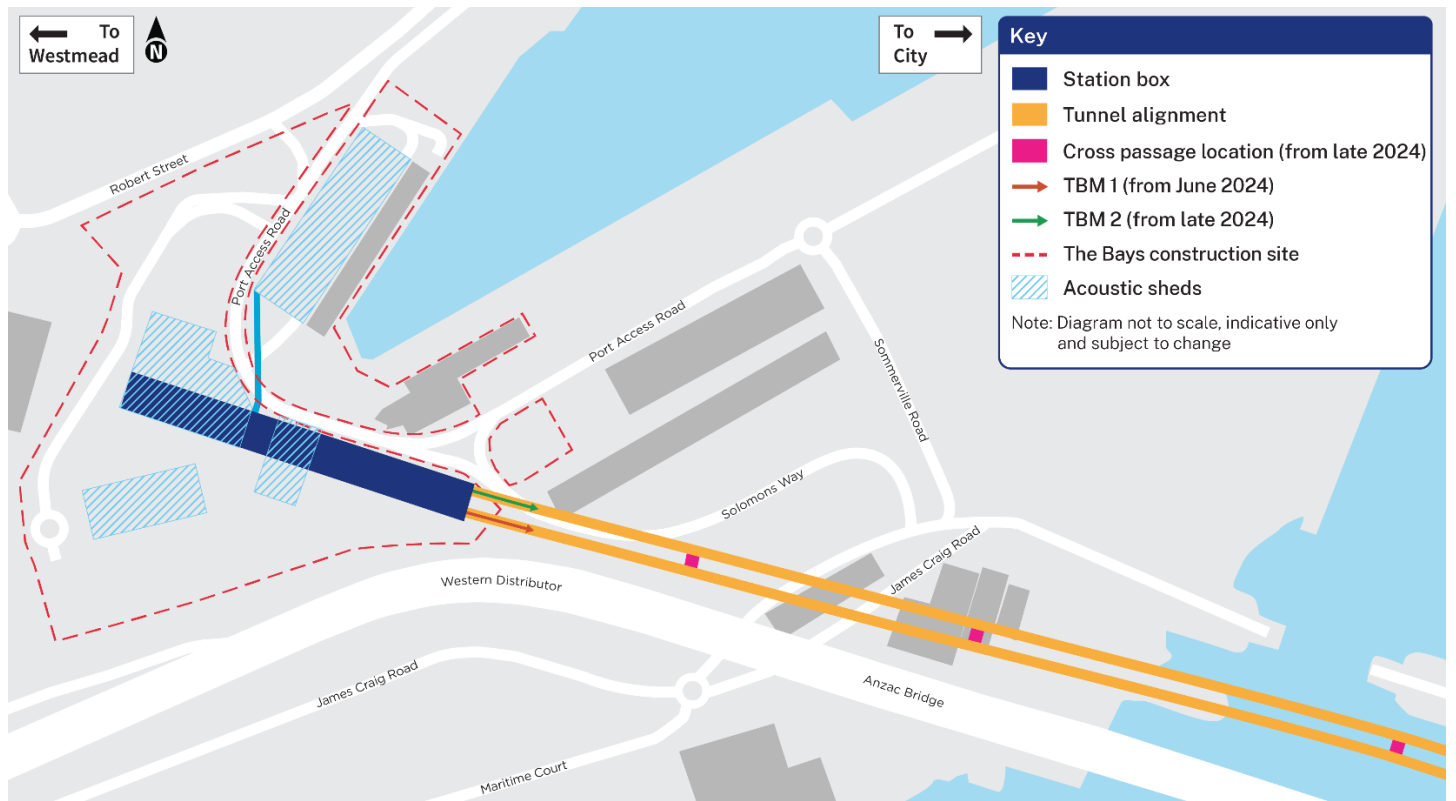 To
Westmead
N
To
City
Key
Station box
Tunnel alignment
Cross passage location (from late 2024)
TBM 1 (from June 2024)
TBM 2 (from late 2024)
The Bays construction site
Acoustic sheds
Note: Diagram not to scale, indicative only
and subject to change
Robert Street
Port Access Road
Port Access Road
Sommerville Road
Solomons Way
James Craig Road
Western Distributor
James Craig Road
Anzac Bridge
Maritime Court